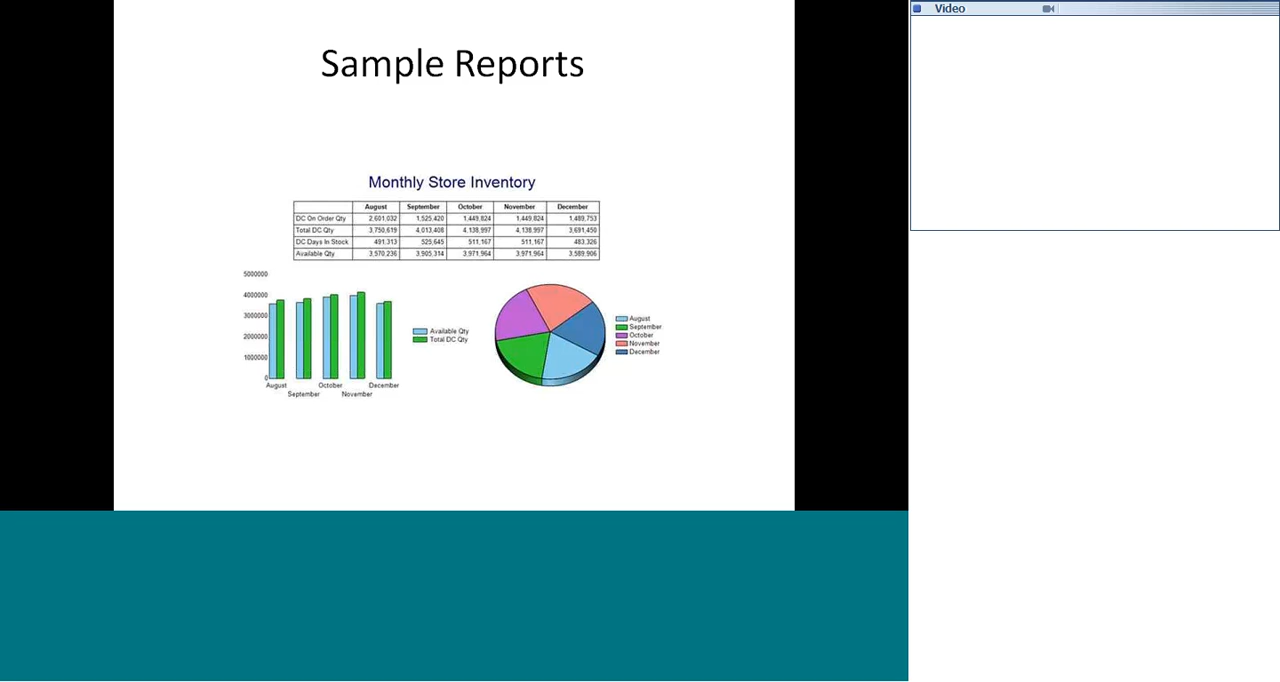 Video
Sample Reports
Monthly Store Inventory
August September October November December
DC On Order Qty 2,601,032 1,525,420 1,449,824 1,449,824 1,489,753
Total DC Qty 3,750,619 4,013,408 4,138,997 4,138,997 3,691,450
DC Days In Stock 491,313 525,645 511,167 511,167 483,326
Available Qty 3,570,236 3,905,314 3,971,964 3,971,964 3,589,906
5000000
4000000
3000000
2000000
1000000
0
August
September
October
November
December
Available Qty
Total DC Qty
August
September
October
November
December